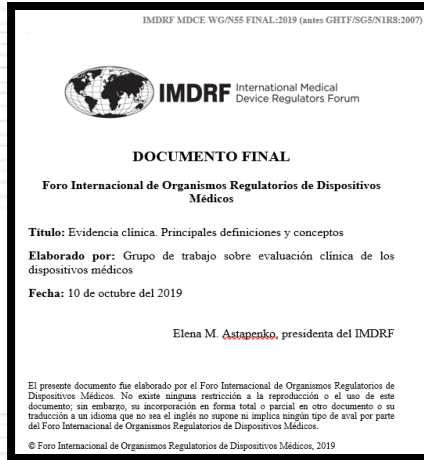 IMDRF MDCE WG/N55 FINAL:2019 (antes GHTF/SG5/N1R8:2007)
IMDRF International Medical
Device Regulators Forum
DOCUMENTO FINAL
Foro Internacional de Organismos Regulatorios de Dispositivos
Médicos
Título: Evidencia clínica. Principales definiciones y conceptos
Elaborado por: Grupo de trabajo sobre evaluación clínica de los
dispositivos médicos
Fecha: 10 de octubre del 2019
Elena M. Astapenko, presidenta del IMDRF
El presente documento fue elaborado por el Foro Internacional de Organismos Regulatorios de
Dispositivos Médicos. No existe ninguna restricción a la reproducción o el uso de este
documento; sin embargo, su incorporación en forma total o parcial en otro documento o su
traducción a un idioma que no sea el inglés no supone ni implica ningún tipo de aval por parte
del Foro Internacional de Organismos Regulatorios de Dispositivos Médicos.
© Foro Internacional de Organismos Regulatorios de Dispositivos Médicos, 2019